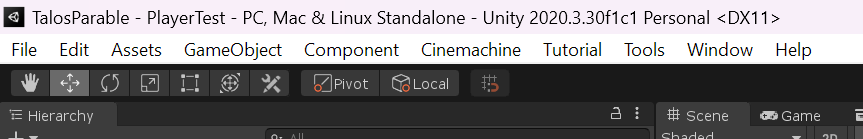 TalosParable - PlayerTest - PC, Mac & Linux Standalone - Unity 2020.3.30f1c1 Personal <DX11>
File Edit Assets GameObject Component Cinemachine Tutorial Tools Window Help
Pivot Local
Hierarchy Scene Game
All Shaded 2D